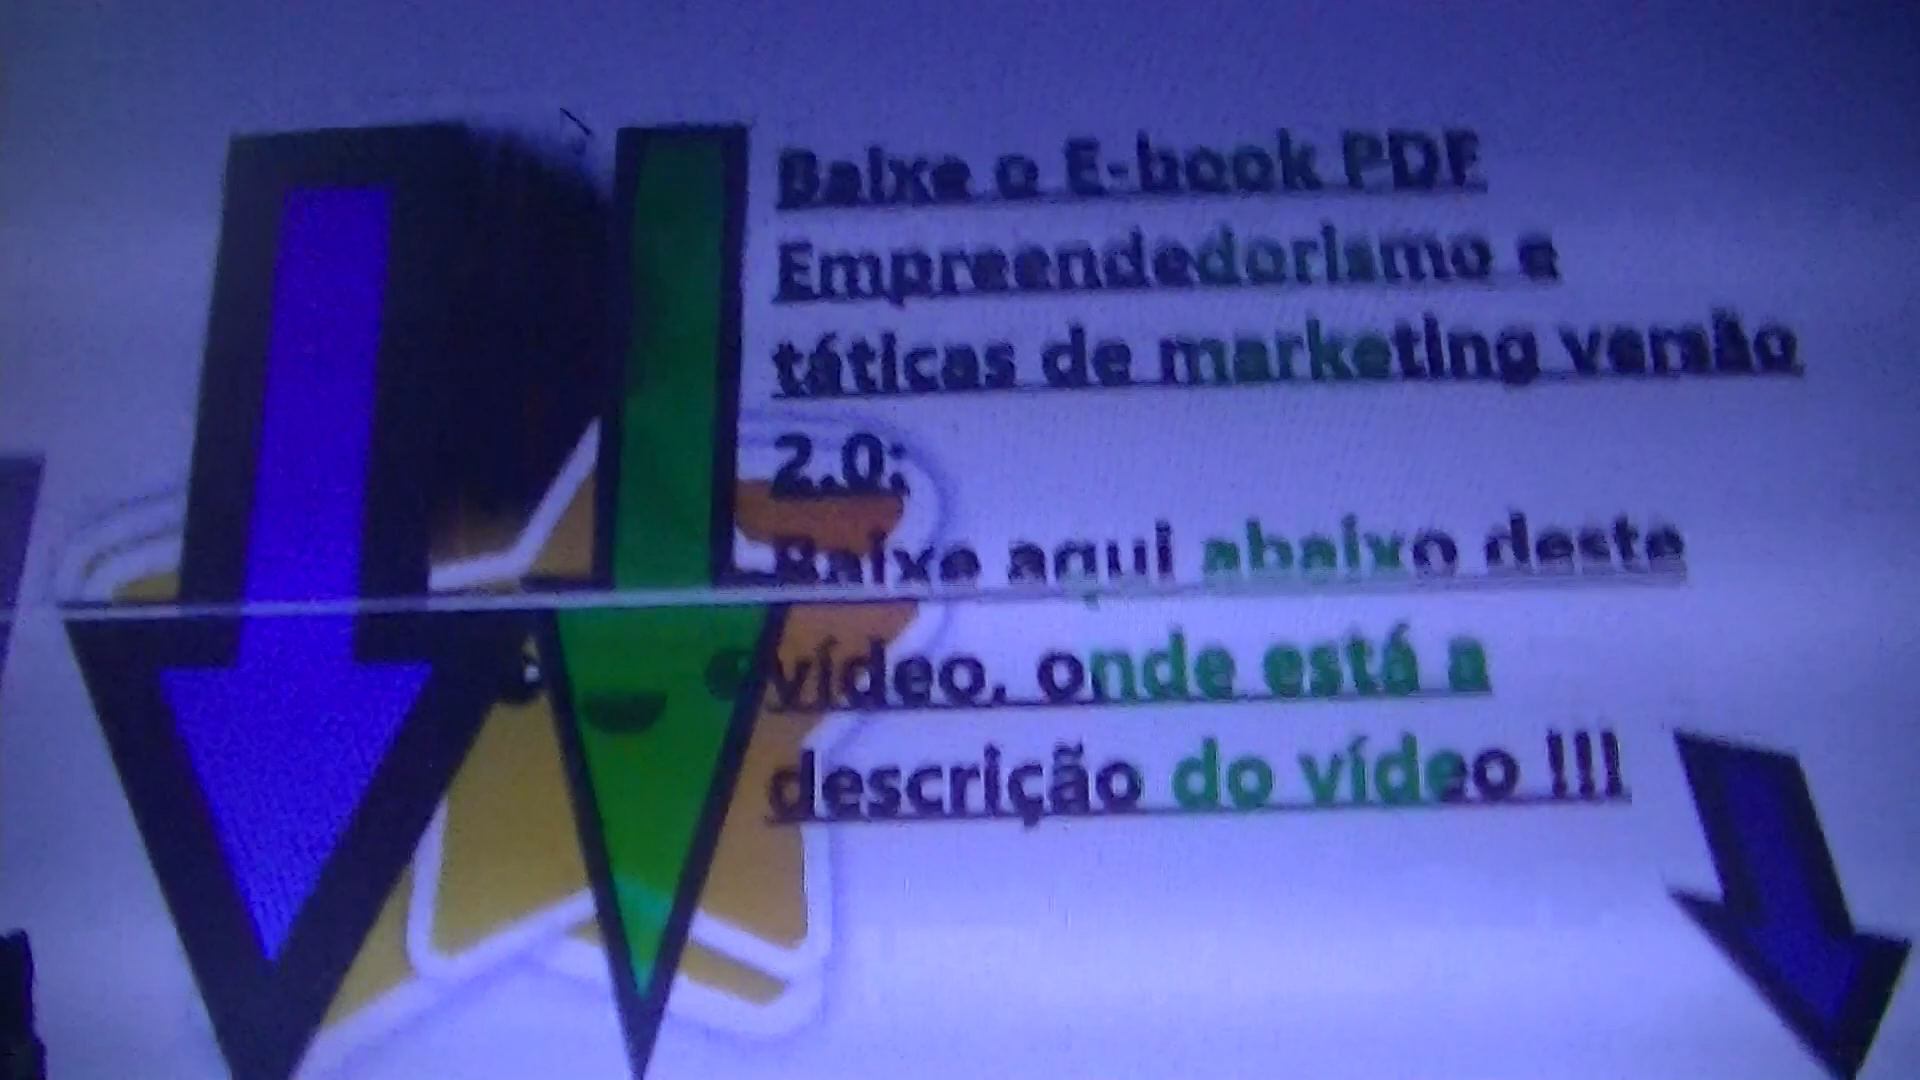 Baixe o E-book PDF
Empreendedorismo e
táticas de marketing versão
2.0:
Baixe aqui abaixo deste
vídeo, onde está a
descrição do vídeo !!!